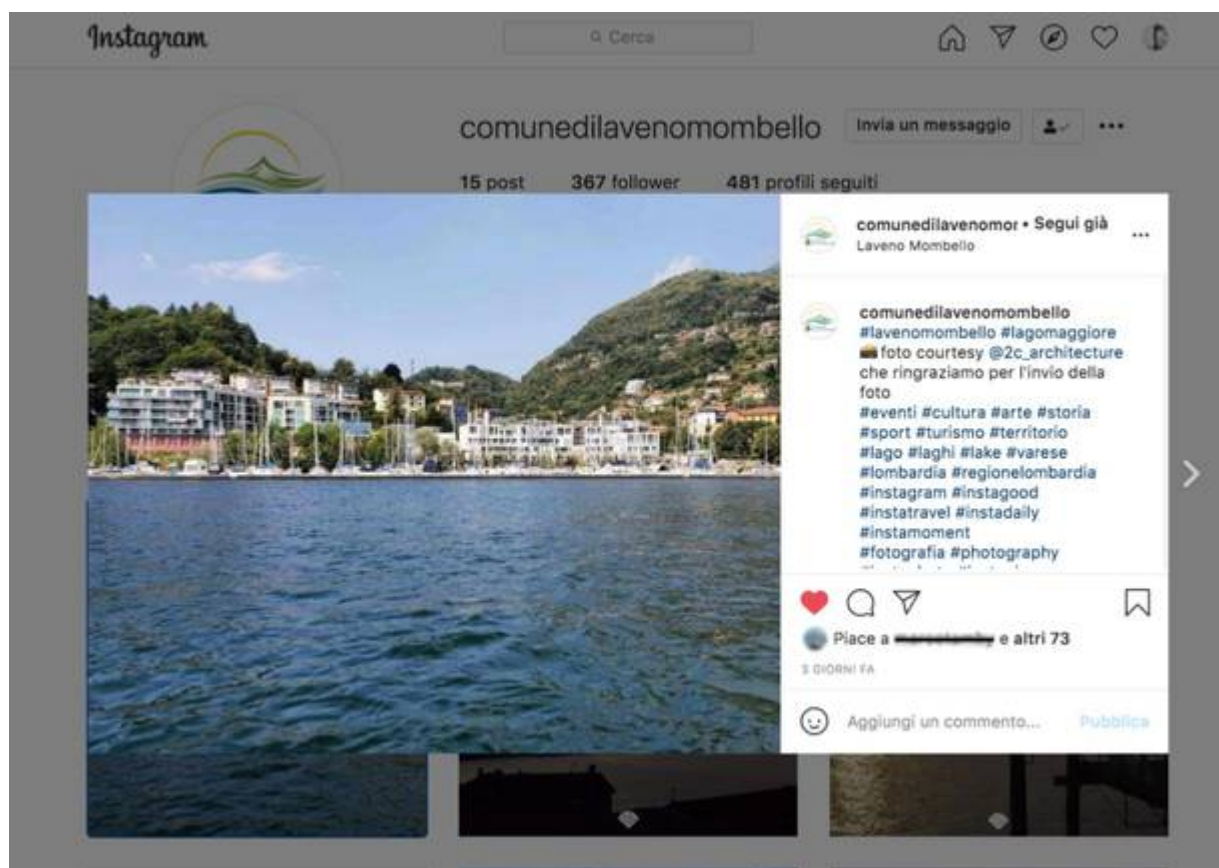 Instagram
Cerca
comunedilavenomombello
Invia un messaggio
15 post 367 follower 481 profili seguiti
comunedilavenomor • Segui già
Laveno Mombello
comunedilavenomombello
#lavenomombello #lagomaggiore
foto courtesy @2c_architecture
che ringraziamo per l'invio della
foto
#eventi #cultura #arte #storia
#sport #turismo #territorio
#lago #laghi #lake #varese
#lombardia #regionelombardia
#instagram #instagood
#instatravel #instadaily
#instamoment
#fotografia #photography
Piace a e altri 73
3 GIORNI FA
Aggiungi un commento... Pubblica